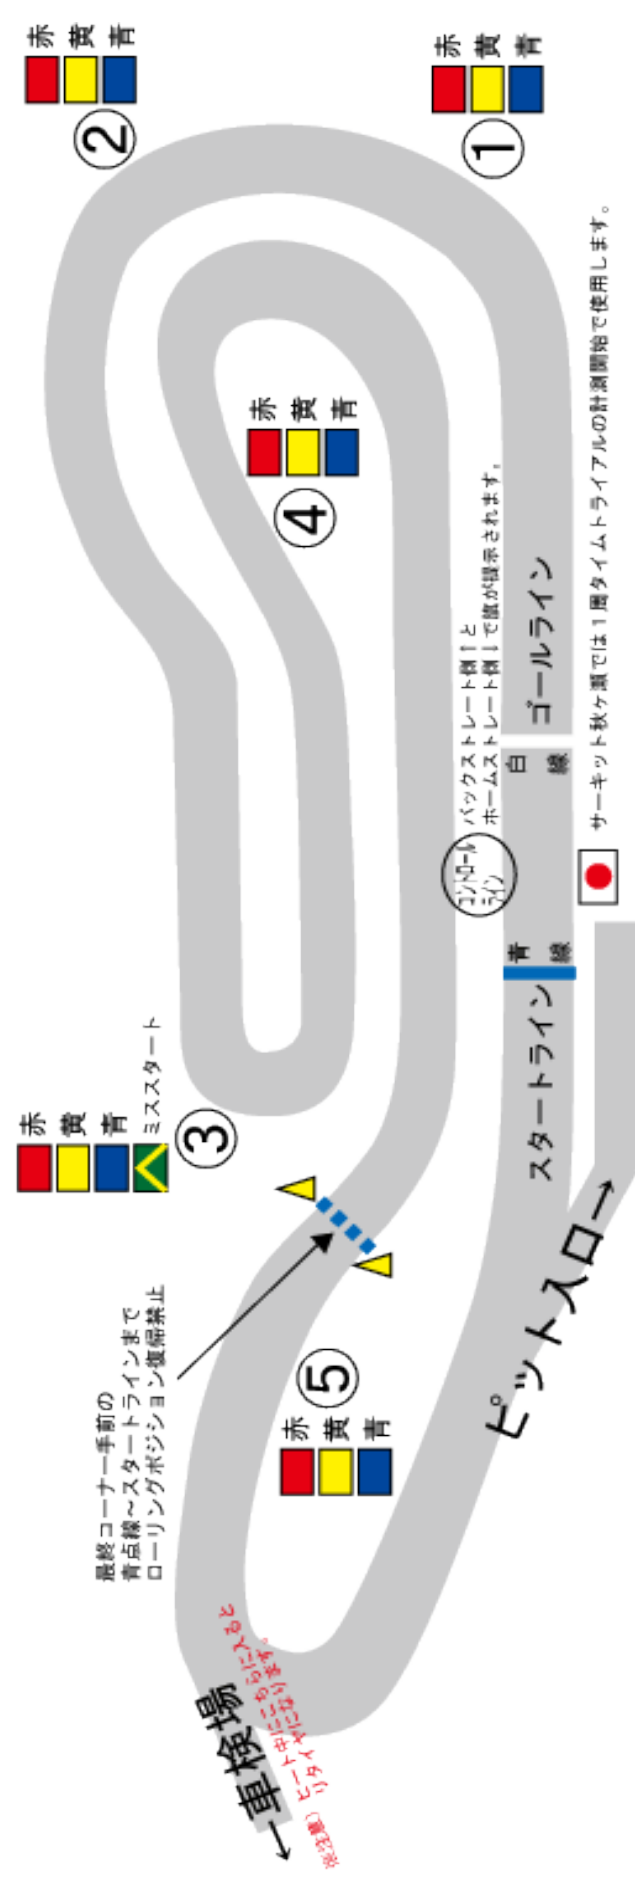 赤 黄 青
②
赤 黄 青
①
赤 黄 青
④
赤 黄 青 ミススタート
③
赤 黄 青
⑤
コントロール
ライン
バックストレート側↑と
ホームストレート側↓で旗が提示されます。
ゴールライン
白線
青線
スタートライン
サーキット秋ヶ瀬では1周タイムトライアルの計測開始で使用します。
ピット入口→
最終コーナー手前の
青点線～スタートラインまで
ローリングポジション復帰禁止
←車検場
※注意）ヒート中にこちらに入ると
リタイヤになります。